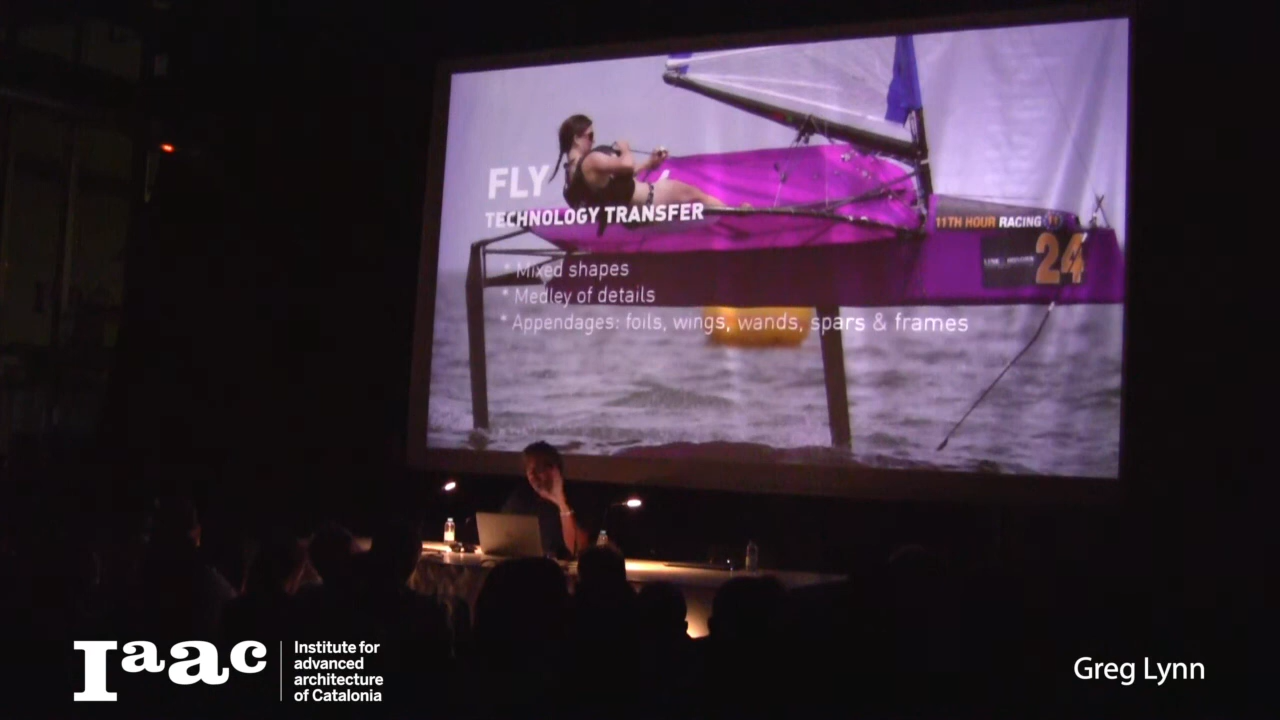 FLY
TECHNOLOGY TRANSFER
* Mixed shapes
* Medley of details
* Appendages: foils, wings, wands, spars & frames
11TH HOUR RACING
24
Iaac
Institute for
advanced
architecture
of Catalonia
Greg Lynn